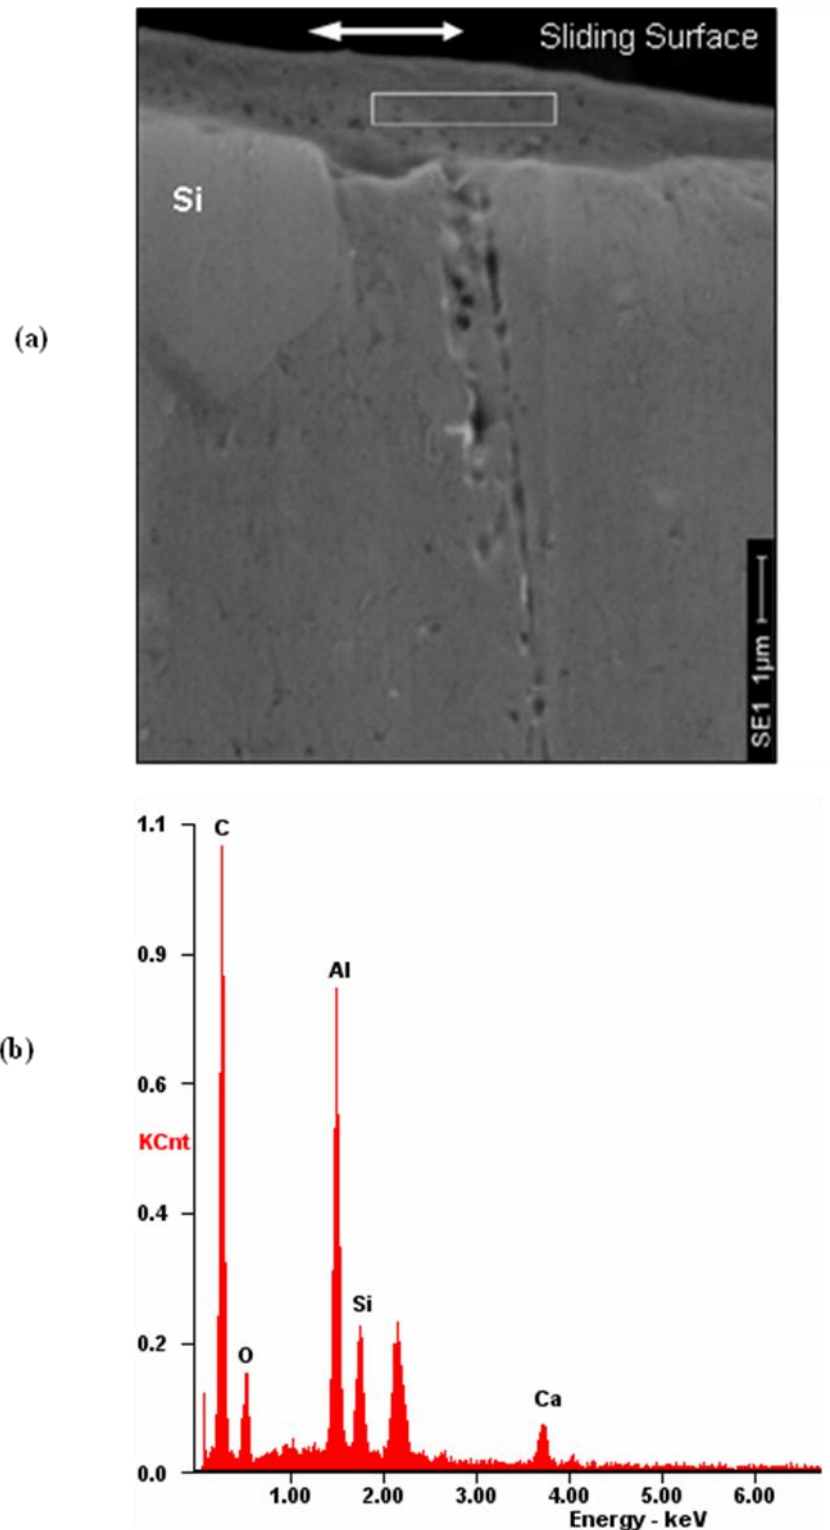 Sliding Surface
Si
(a)
SE1 1μm
1.1
C
0.9
Al
0.6
KCnt
0.4
Si
0.2
O
Ca
0.0
1.00 2.00 3.00 4.00 5.00 6.00
Energy - keV
(b)